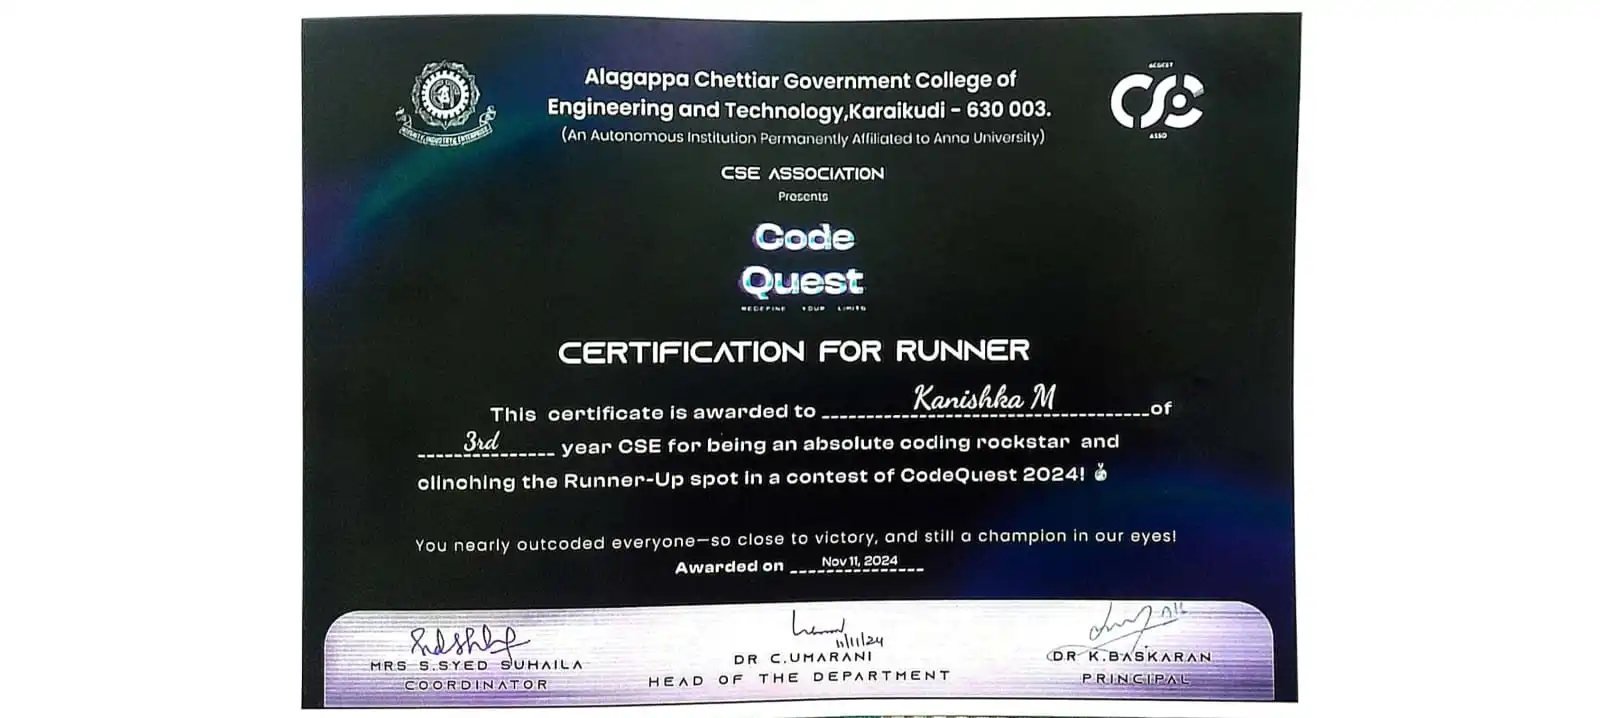 Alagappa Chettiar Government College of
Engineering and Technology,Karaikudi - 630 003.
(An Autonomous Institution Permanently Affiliated to Anna University)
CSE
ASSO
CSE ASSOCIATION
Presents
Code
Quest
REDEFINE YOUR LIMITS
CERTIFICATION FOR RUNNER
This certificate is awarded to Kanishka M of
3rd year CSE for being an absolute coding rockstar and
clinching the Runner-Up spot in a contest of CodeQuest 2024!
You nearly outcoded everyone—so close to victory, and still a champion in our eyes!
Awarded on Nov 11, 2024
11/11/24
MRS S.SYED SUHAILA
COORDINATOR
DR C.UMARANI
HEAD OF THE DEPARTMENT
DR K.BASKARAN
PRINCIPAL